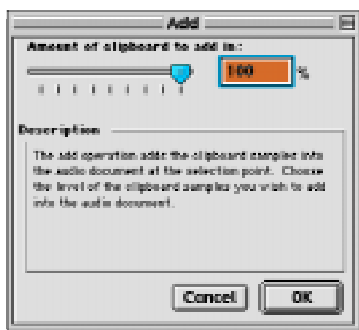 Add
Amount of clipboard to add in:
100 %
Description
The add operation adds the clipboard samples into
the audio document at the selection point. Choose
the level of the clipboard samples you wish to add
into the audio document.
Cancel OK